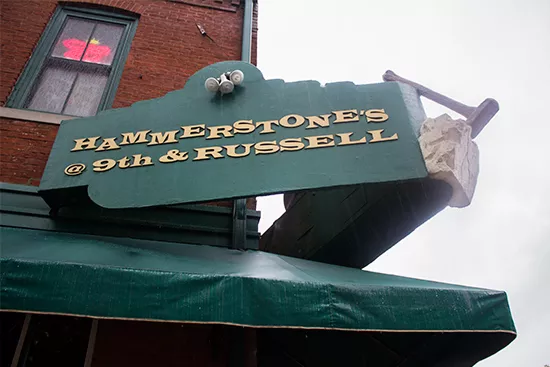 HAMMERSTONE'S
@ 9th & RUSSELL